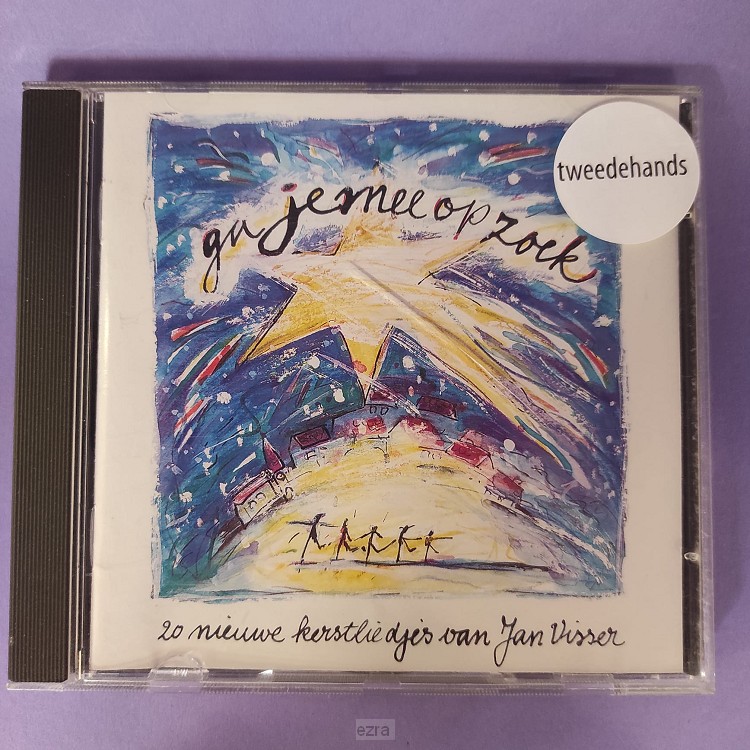 tweedehands
ga je mee op zoek
20 nieuwe kerstliedjes van Jan Visser
ezra